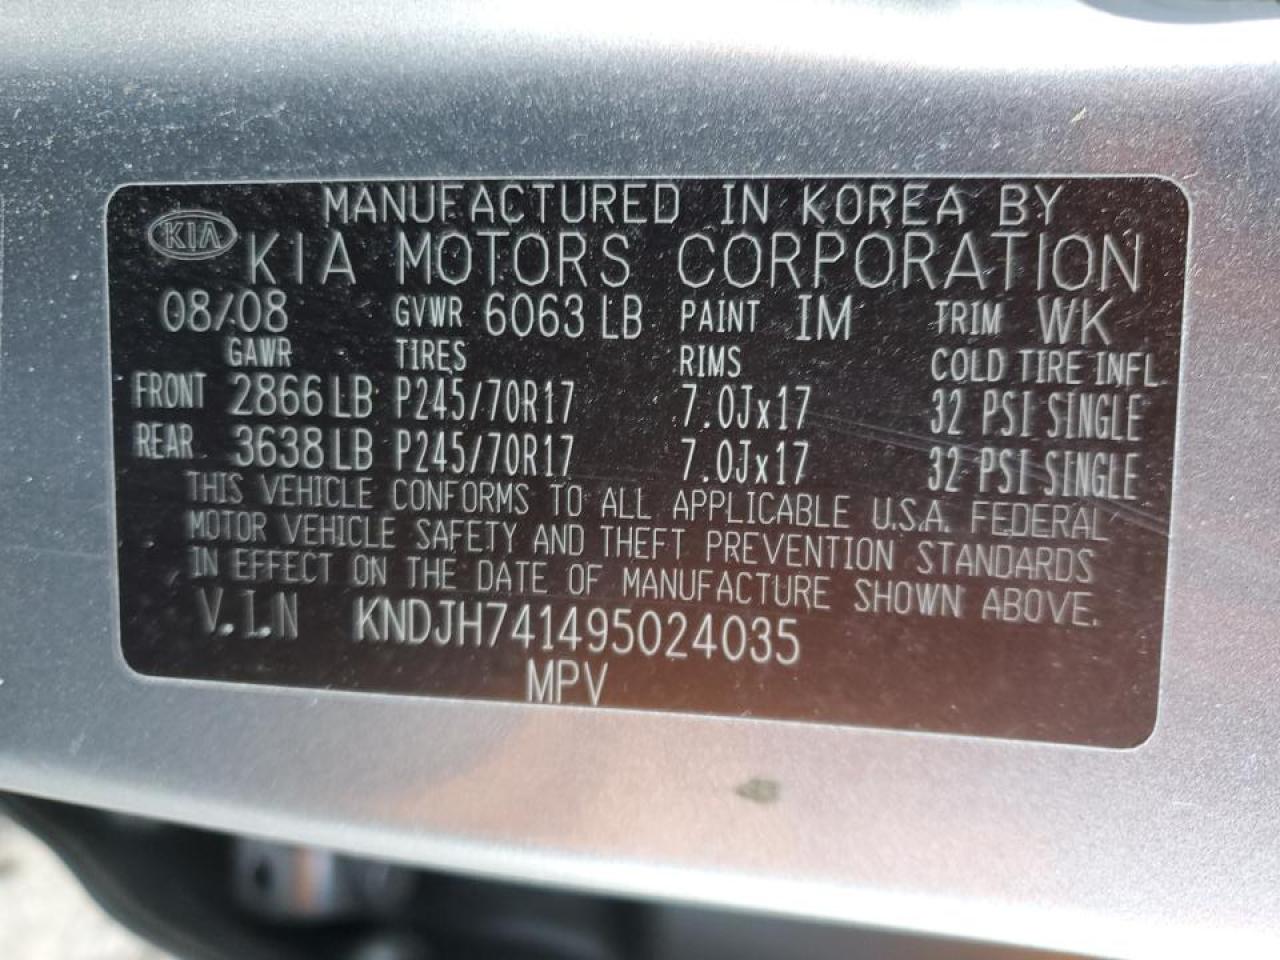 MANUFACTURED IN KOREA BY
KIA KIA MOTORS CORPORATION
08/08 GVWR 6063 LB PAINT IM TRIM WK
GAWR TIRES RIMS COLD TIRE INFL
FRONT 2866 LB P245/70R17 7.0Jx17 32 PSI SINGLE
REAR 3638 LB P245/70R17 7.0Jx17 32 PSI SINGLE
THIS VEHICLE CONFORMS TO ALL APPLICABLE U.S.A. FEDERAL
MOTOR VEHICLE SAFETY AND THEFT PREVENTION STANDARDS
IN EFFECT ON THE DATE OF MANUFACTURE SHOWN ABOVE.
V.I.N KNDJH741495024035
MPV